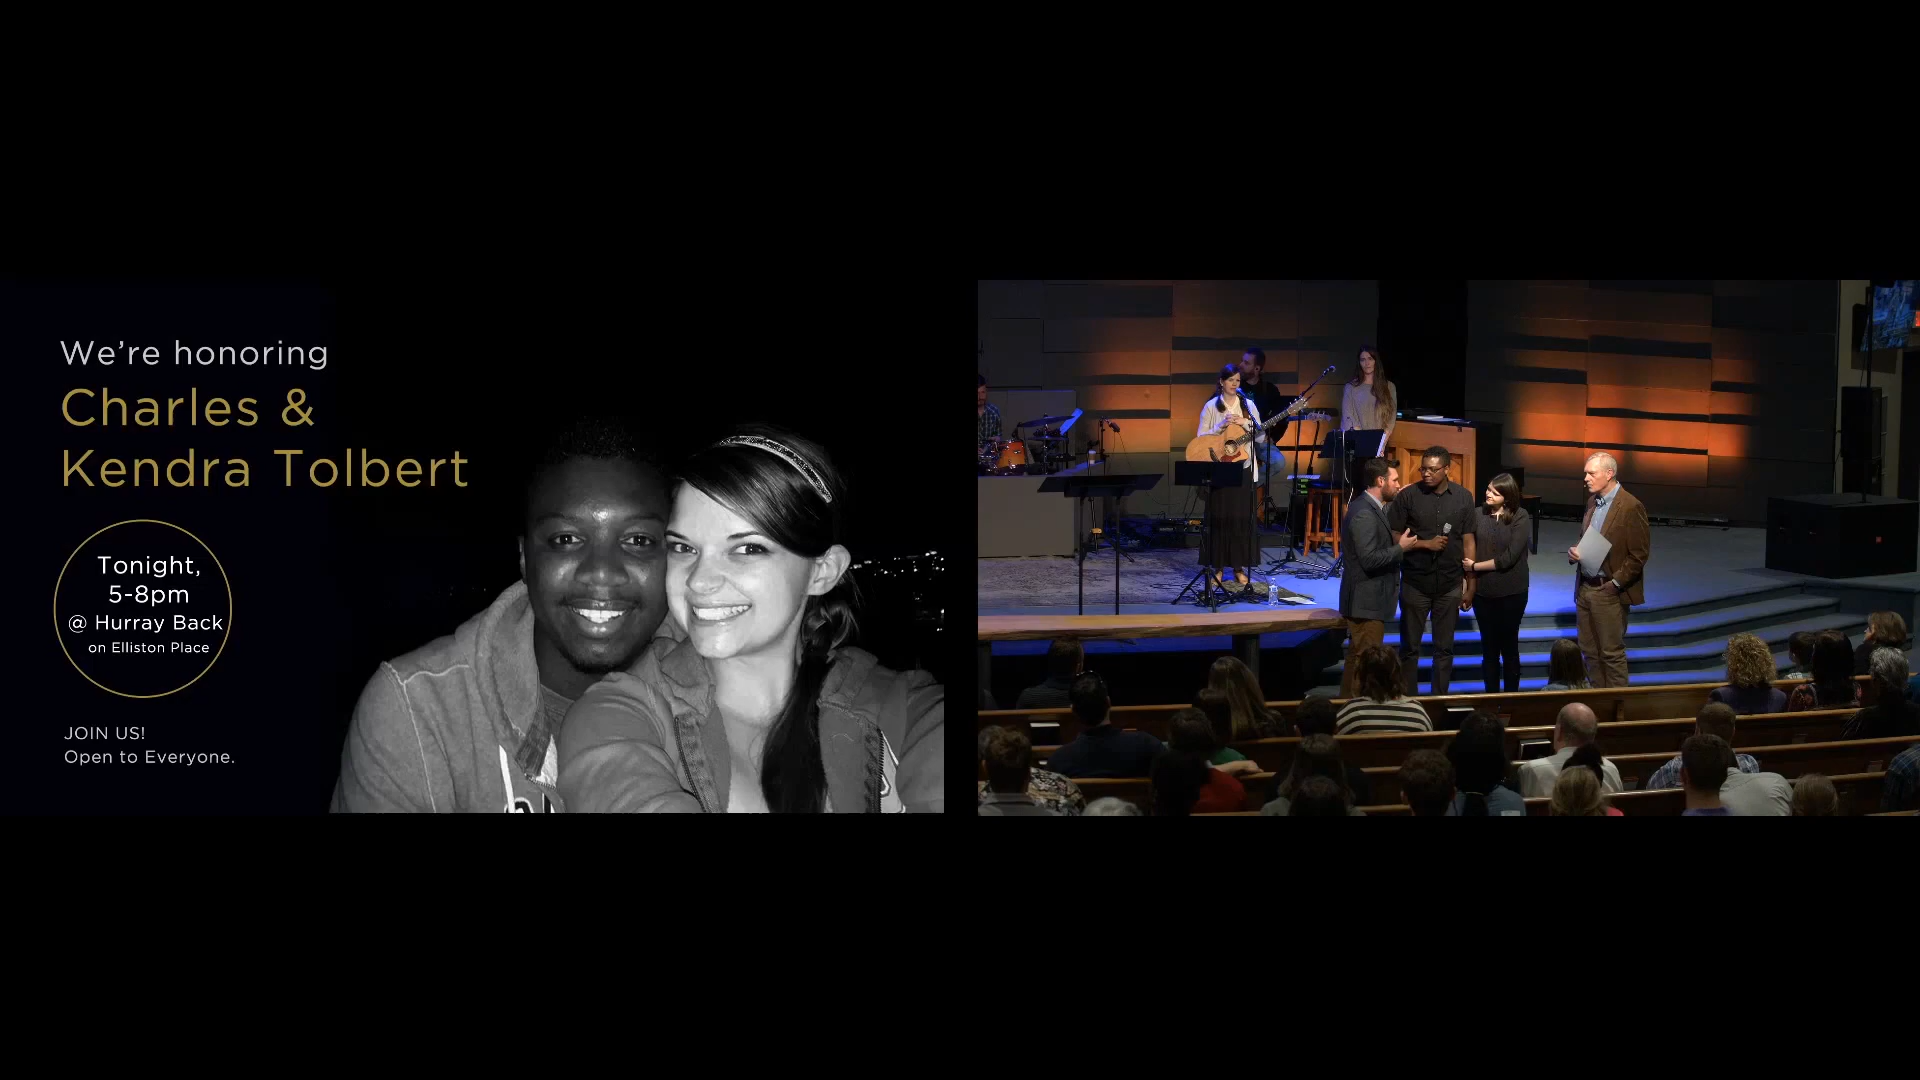 We're honoring
Charles &
Kendra Tolbert
Tonight,
5-8pm
@ Hurray Back
on Elliston Place
JOIN US!
Open to Everyone.